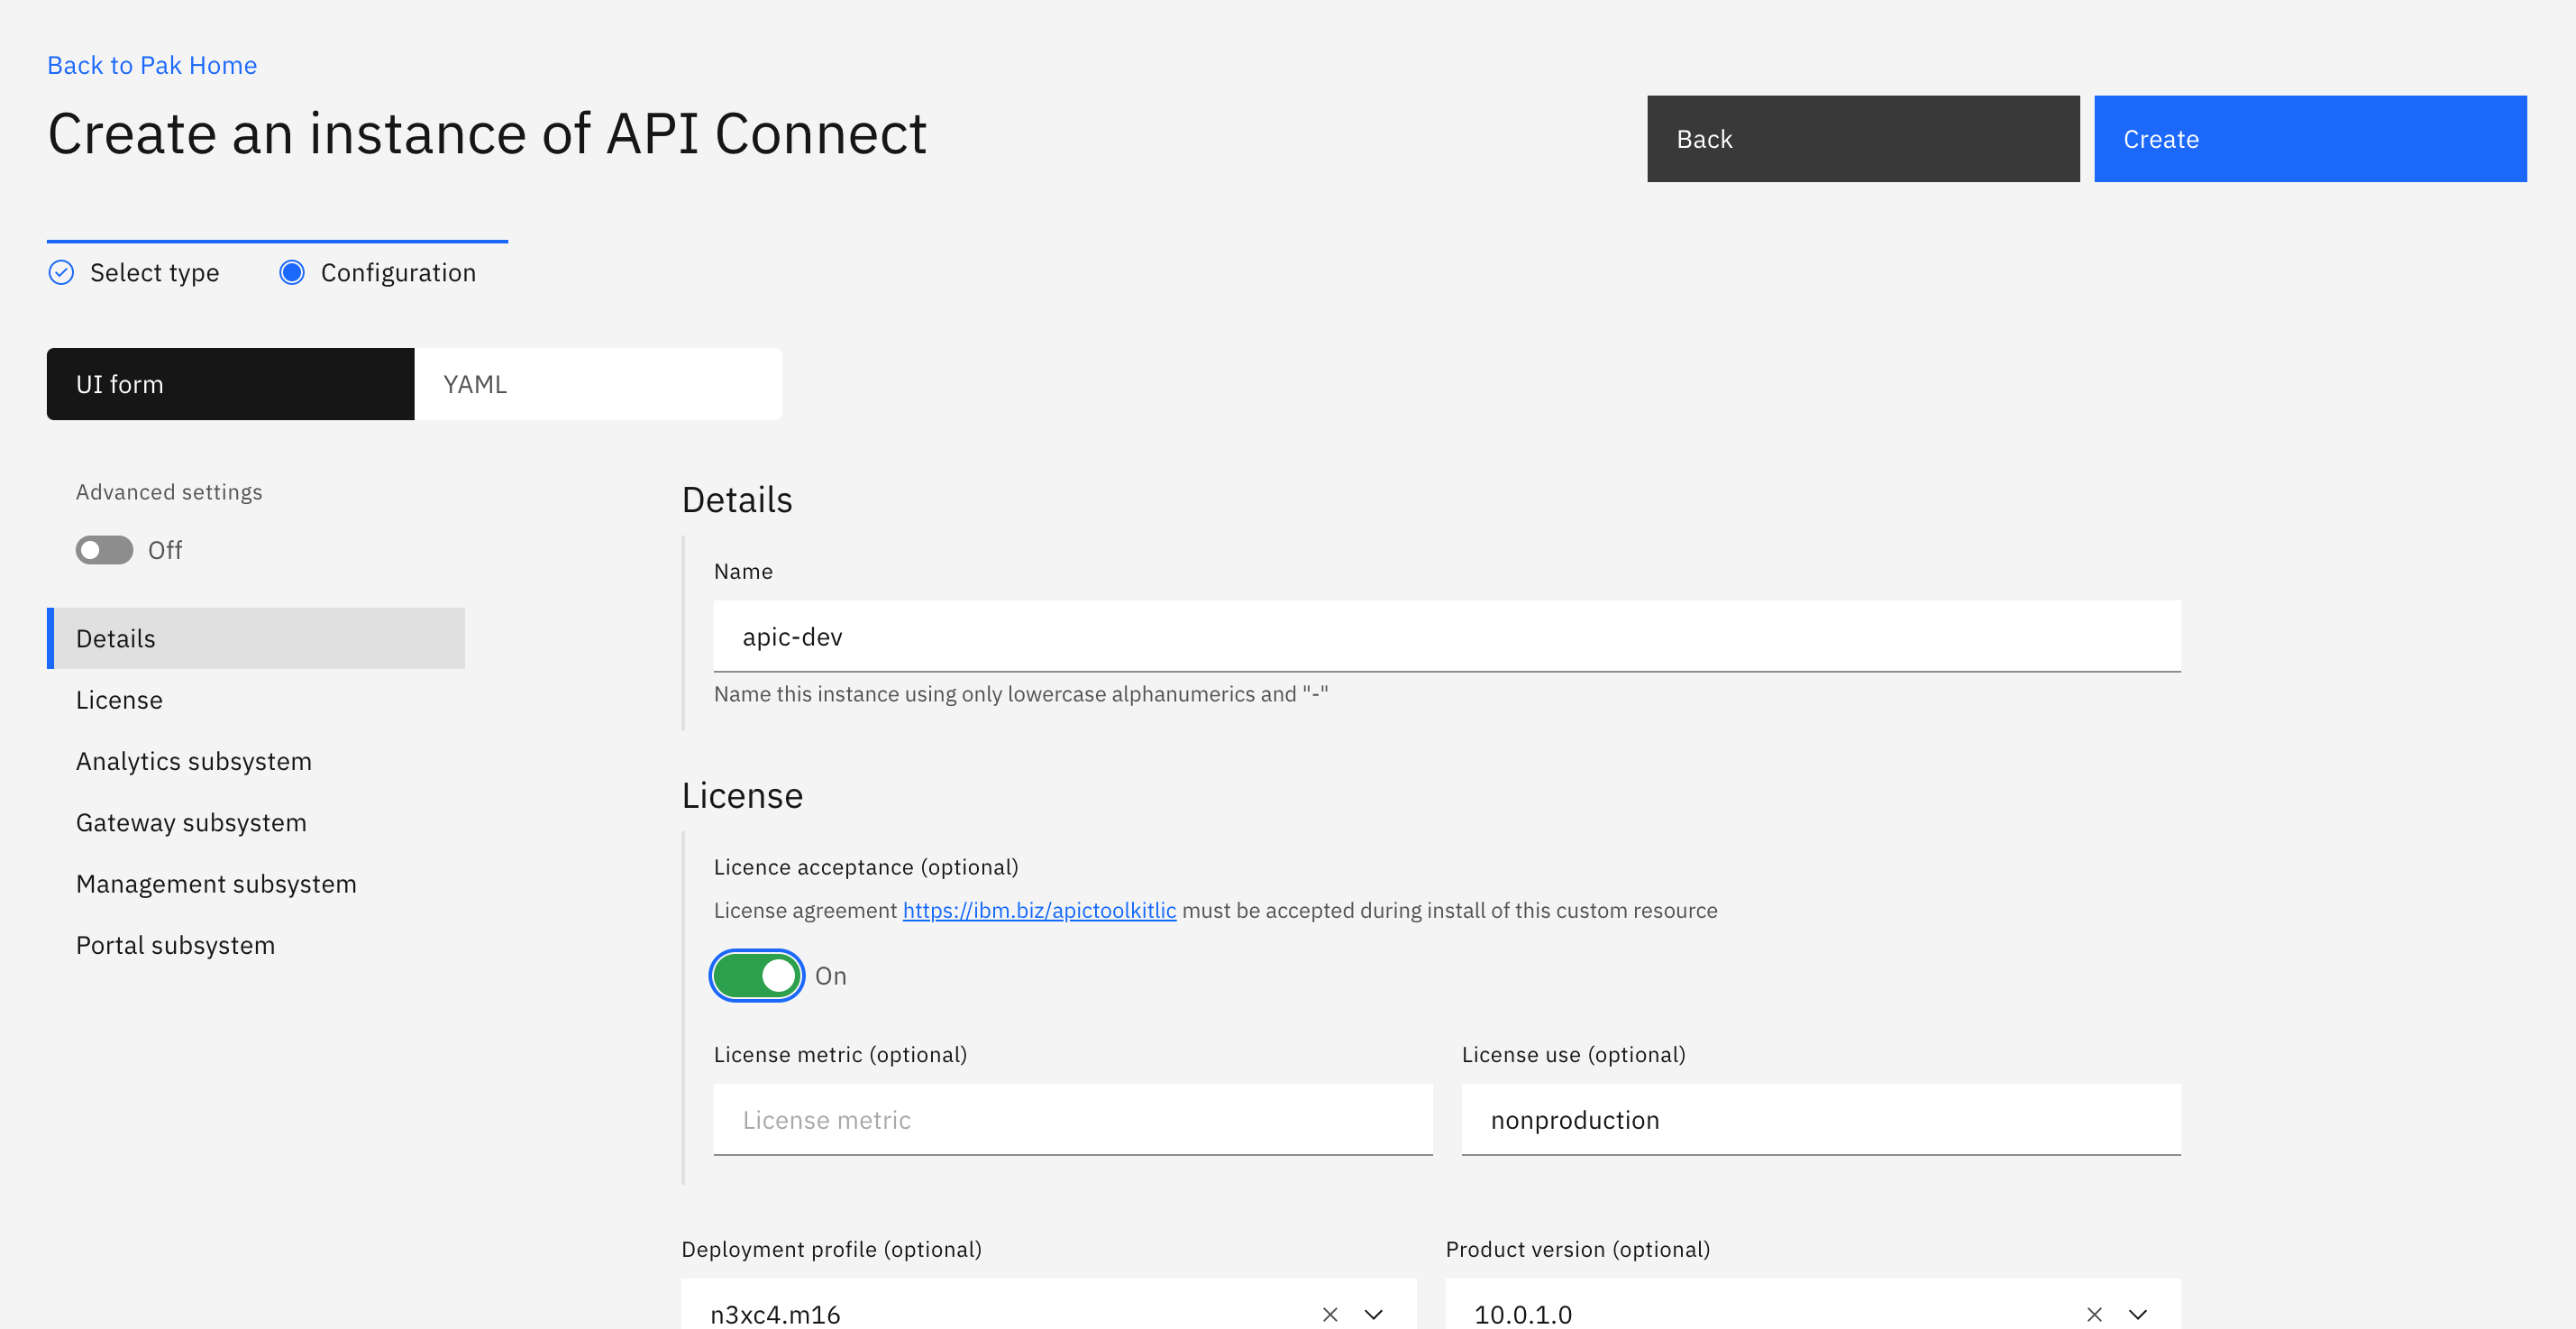 Back to Pak Home
Create an instance of API Connect
Back
Create
Select type
Configuration
UI form
YAML
Advanced settings
Off
Details
License
Analytics subsystem
Gateway subsystem
Management subsystem
Portal subsystem
Details
Name
apic-dev
Name this instance using only lowercase alphanumerics and "-"
License
Licence acceptance (optional)
License agreement https://ibm.biz/apictoolkitlic must be accepted during install of this custom resource
On
License metric (optional)
License use (optional)
License metric
nonproduction
Deployment profile (optional)
Product version (optional)
n3xc4.m16
10.0.1.0